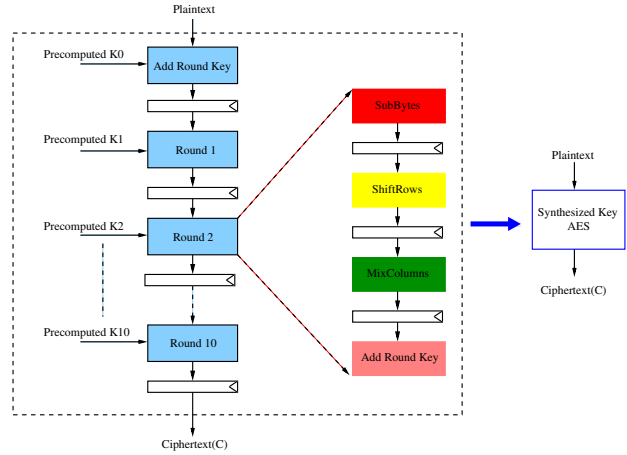 Plaintext
Precomputed K0
Add Round Key
Precomputed K1
Round 1
Precomputed K2
Round 2
Precomputed K10
Round 10
Ciphertext(C)
SubBytes
ShiftRows
MixColumns
Add Round Key
Plaintext
Synthesized Key
AES
Ciphertext(C)